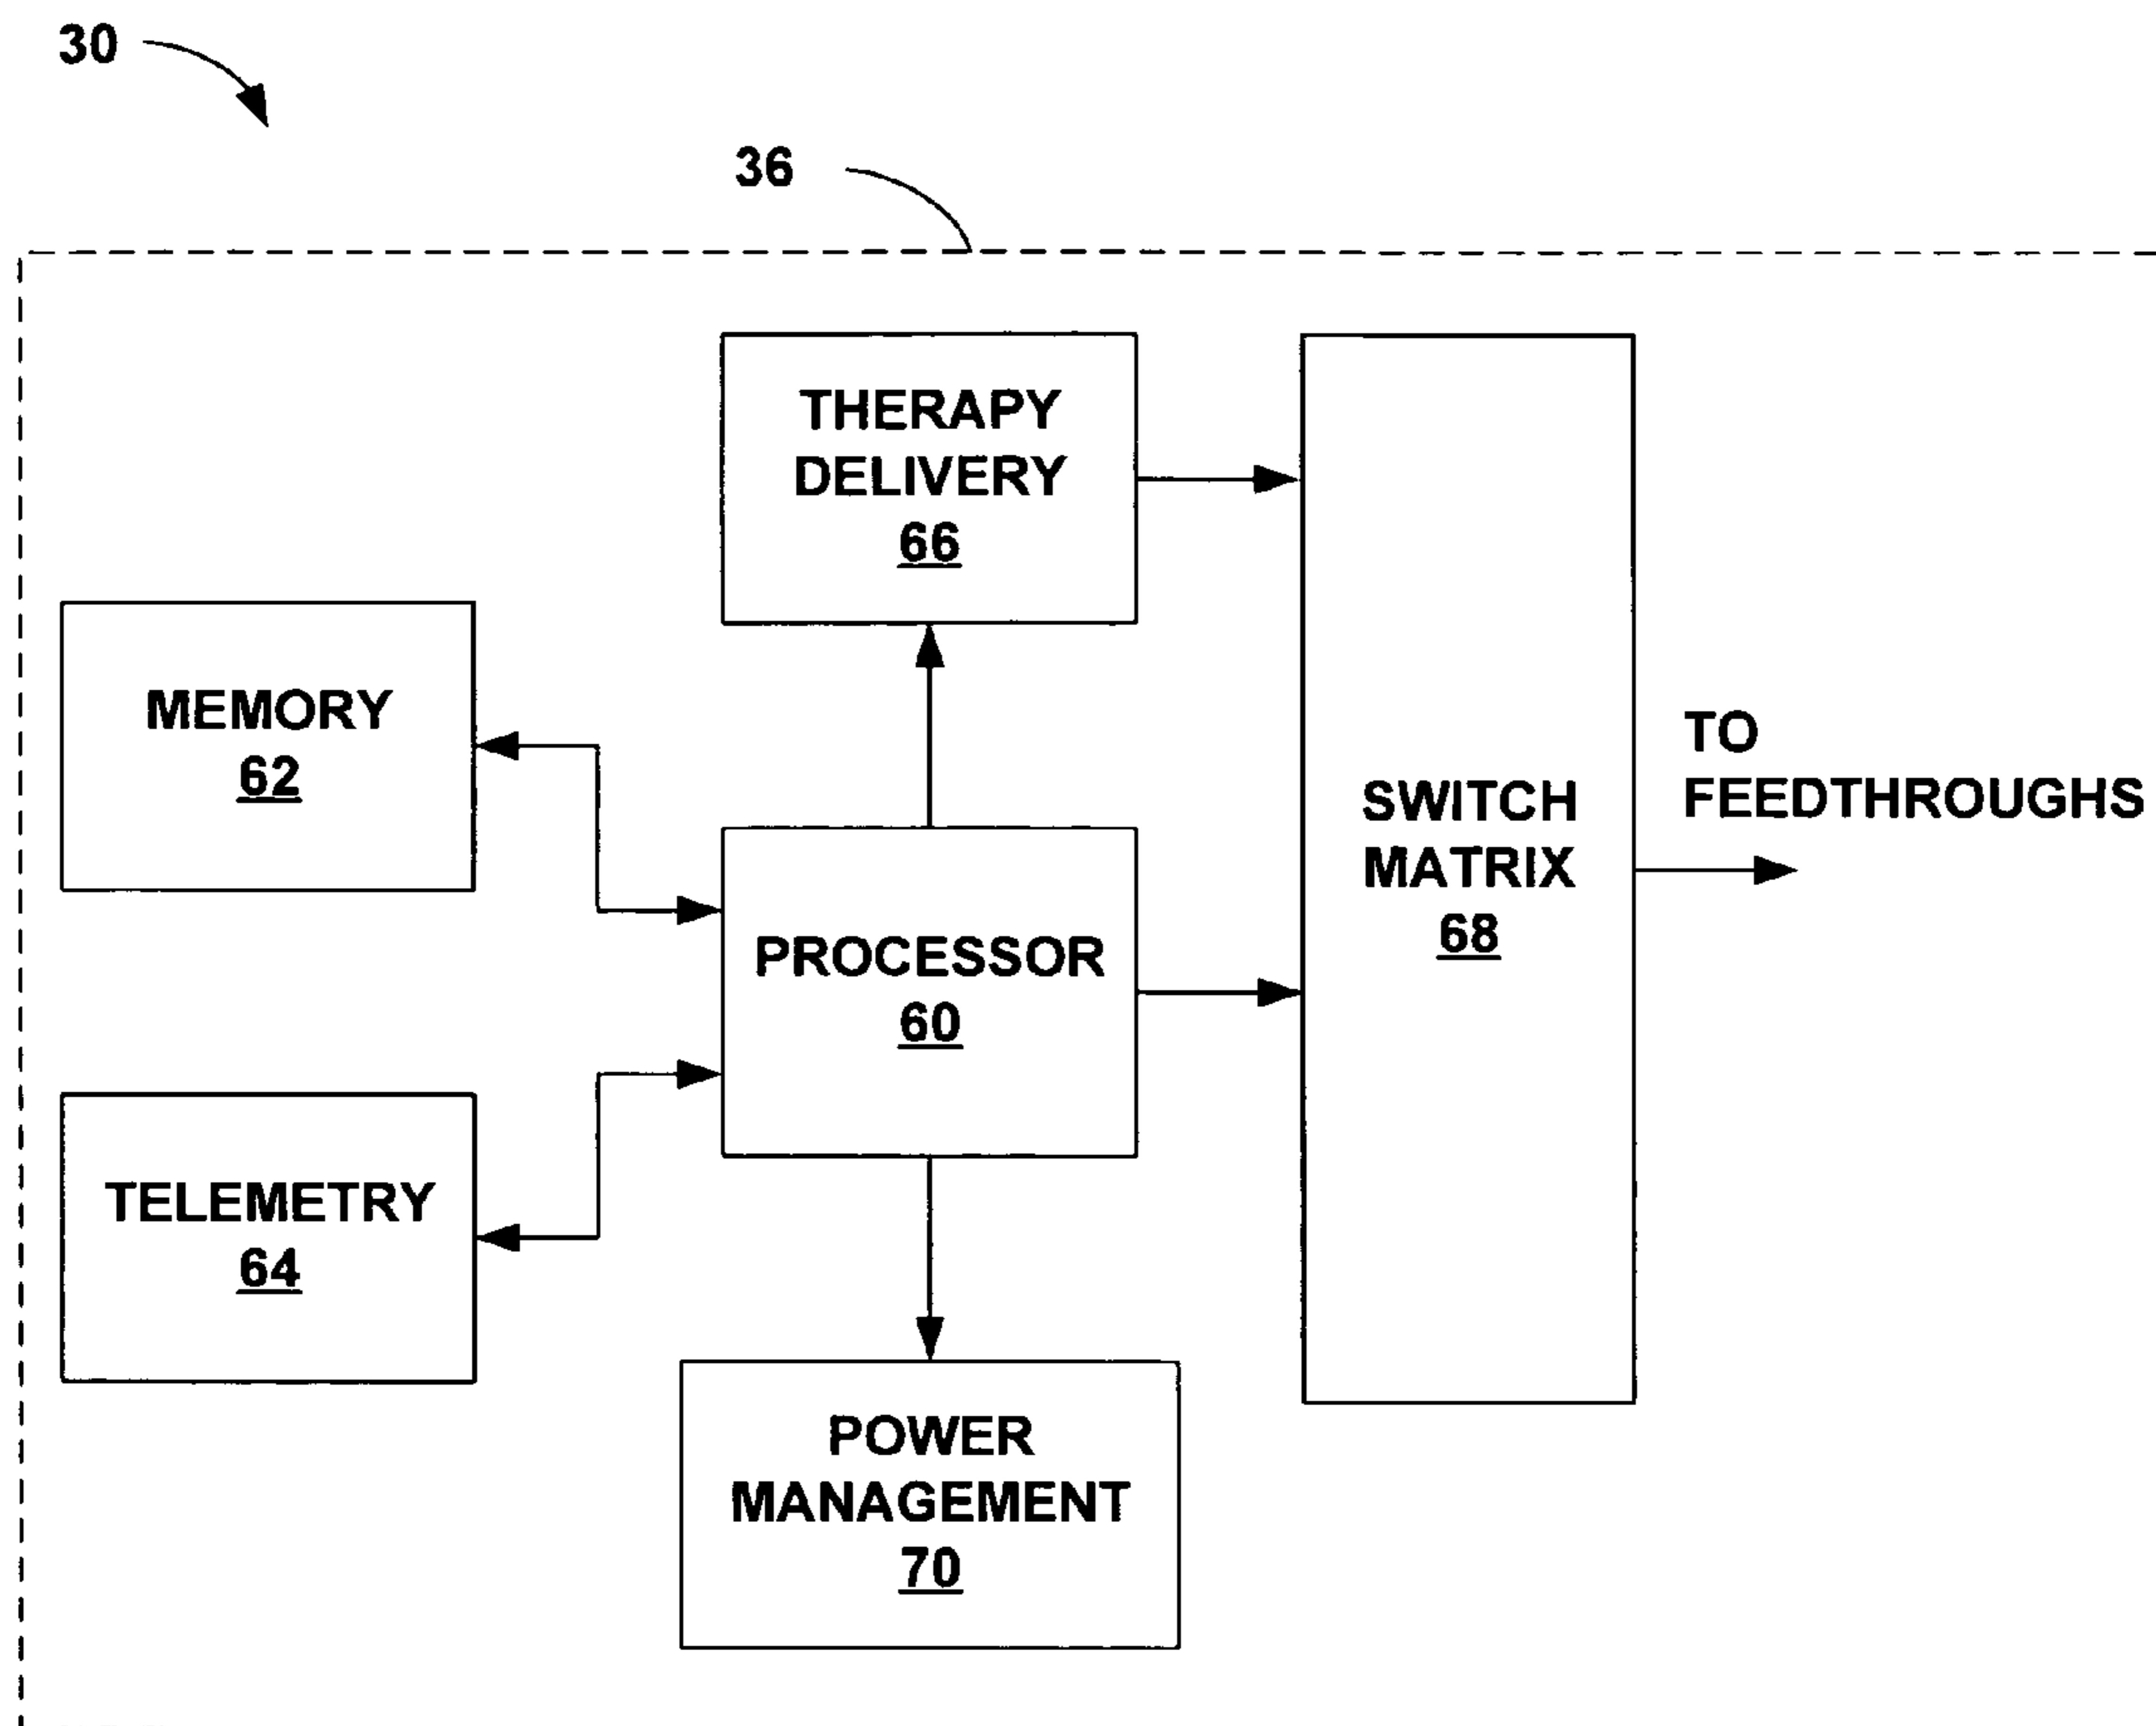 30
36
THERAPY
DELIVERY
66
MEMORY
62
TO
FEEDTHROUGHS
SWITCH
MATRIX
68
PROCESSOR
60
TELEMETRY
64
POWER
MANAGEMENT
70